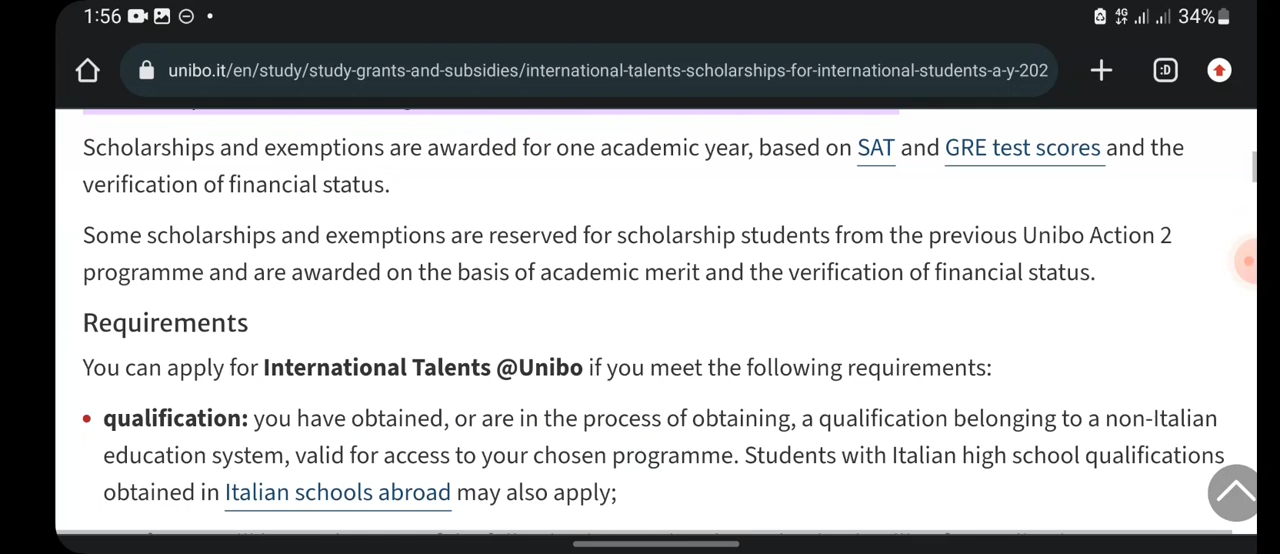 1:56
4G
34%
unibo.it/en/study/study-grants-and-subsidies/international-talents-scholarships-for-international-students-a-y-202
:D
Scholarships and exemptions are awarded for one academic year, based on SAT and GRE test scores and the
verification of financial status.
Some scholarships and exemptions are reserved for scholarship students from the previous Unibo Action 2
programme and are awarded on the basis of academic merit and the verification of financial status.
Requirements
You can apply for International Talents @Unibo if you meet the following requirements:
• qualification: you have obtained, or are in the process of obtaining, a qualification belonging to a non-Italian
education system, valid for access to your chosen programme. Students with Italian high school qualifications
obtained in Italian schools abroad may also apply;